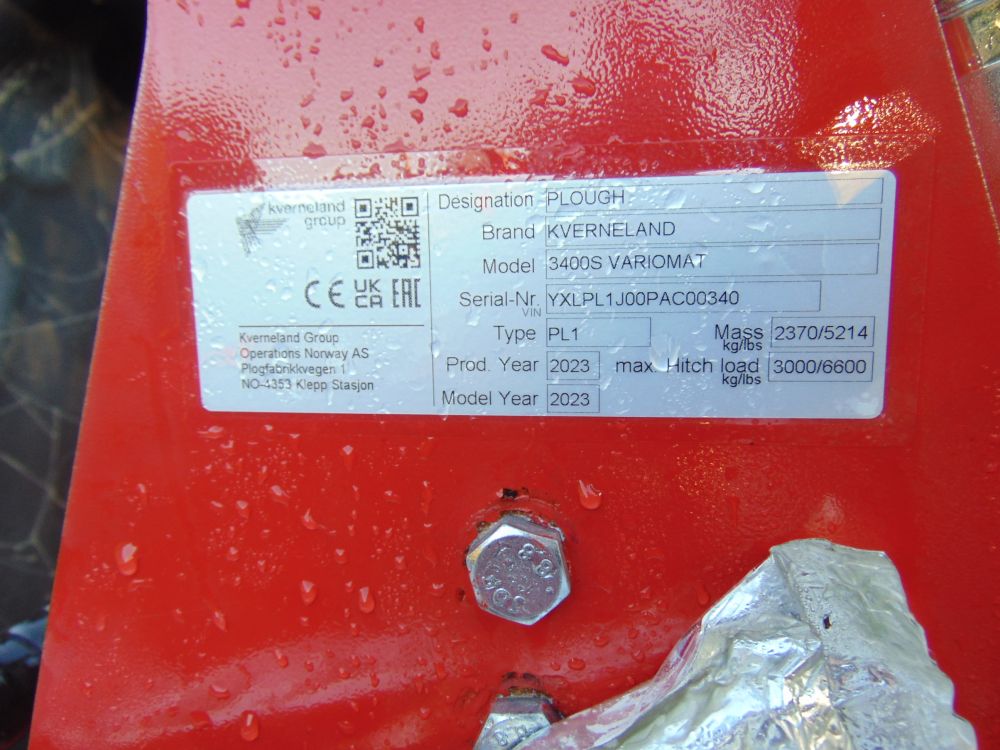 kverneland
group
CE UK
CA EAC
Kverneland Group
Operations Norway AS
Plogfabrikkvegen 1
NO-4353 Klepp Stasjon
Designation PLOUGH
Brand KVERNELAND
Model 3400S VARIOMAT
Serial-Nr. YXLPL1J00PAC00340
VIN
Type PL1 Mass 2370/5214
kg/lbs
Prod. Year 2023 max. Hitch load 3000/6600
kg/lbs
Model Year 2023
8.8